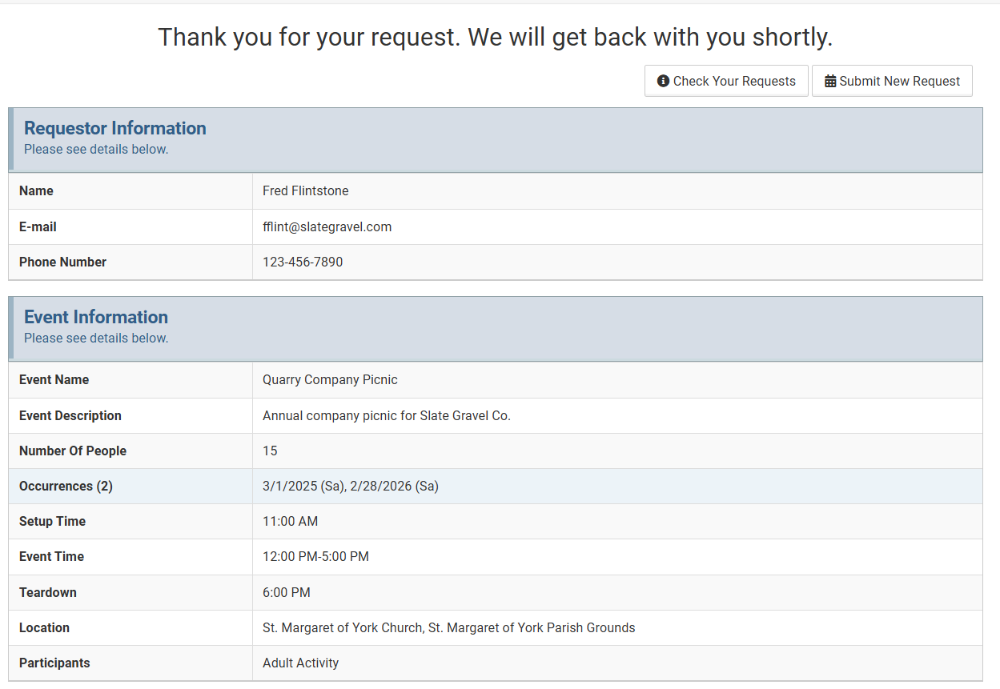 Thank you for your request. We will get back with you shortly.
Check Your Requests Submit New Request
Requestor Information
Please see details below.
Name Fred Flintstone
E-mail fflint@slategravel.com
Phone Number 123-456-7890
Event Information
Please see details below.
Event Name Quarry Company Picnic
Event Description Annual company picnic for Slate Gravel Co.
Number Of People 15
Occurrences (2) 3/1/2025 (Sa), 2/28/2026 (Sa)
Setup Time 11:00 AM
Event Time 12:00 PM-5:00 PM
Teardown 6:00 PM
Location St. Margaret of York Church, St. Margaret of York Parish Grounds
Participants Adult Activity